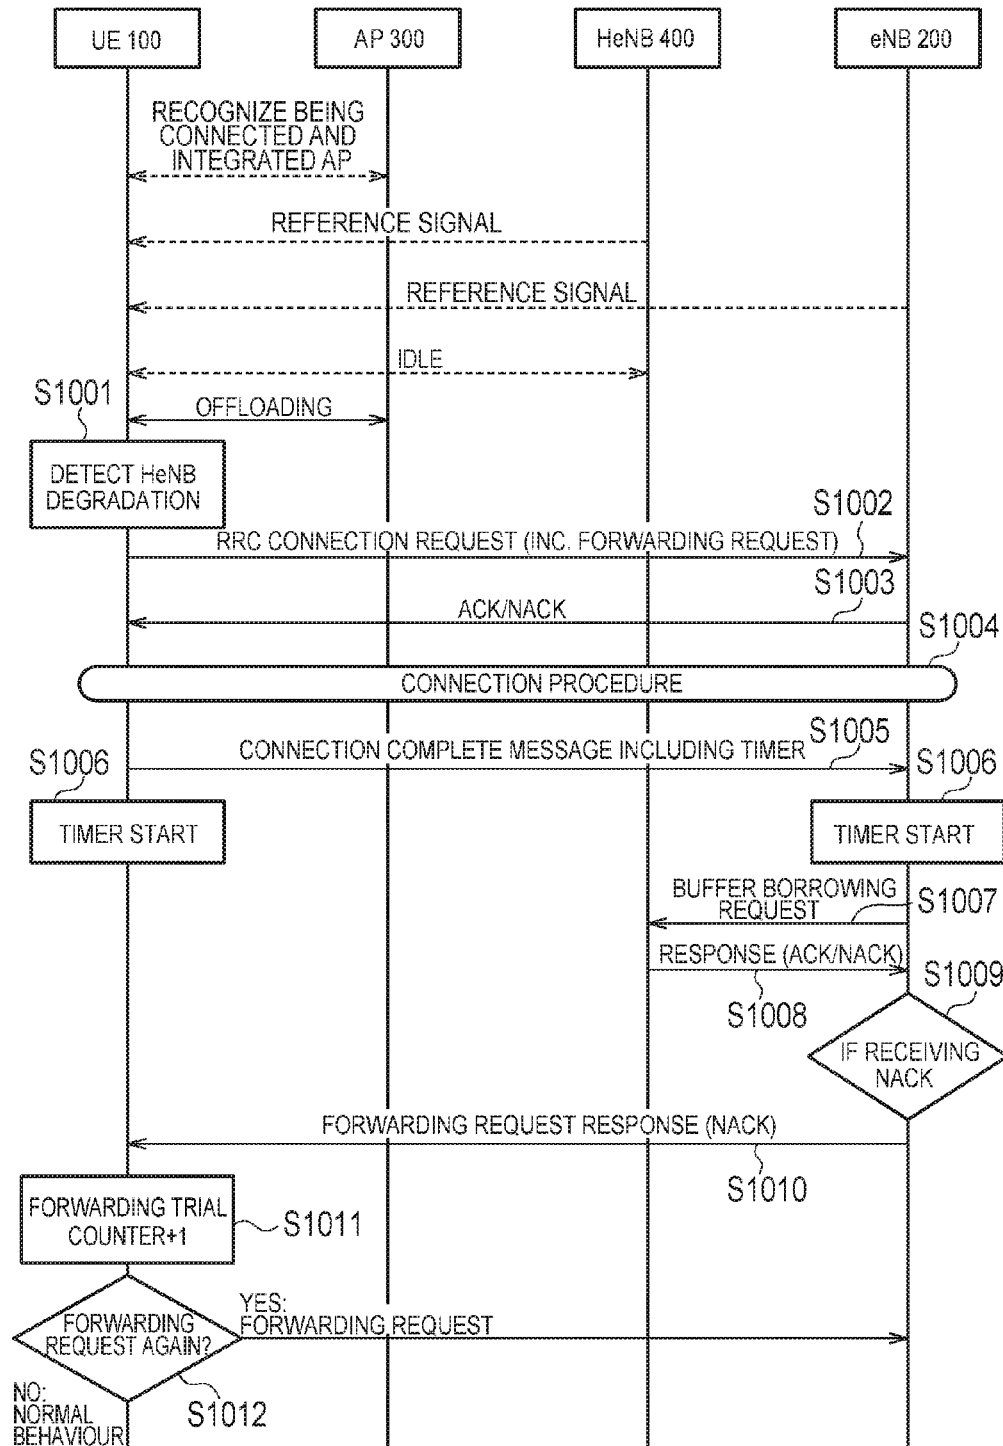 UE 100
AP 300
HeNB 400
eNB 200
RECOGNIZE BEING
CONNECTED AND
INTEGRATED AP
REFERENCE SIGNAL
REFERENCE SIGNAL
IDLE
S1001
OFFLOADING
DETECT HeNB
DEGRADATION
S1002
RRC CONNECTION REQUEST (INC. FORWARDING REQUEST)
S1003
ACK/NACK
S1004
CONNECTION PROCEDURE
S1005
CONNECTION COMPLETE MESSAGE INCLUDING TIMER
S1006
S1006
TIMER START
TIMER START
BUFFER BORROWING
REQUEST
S1007
RESPONSE (ACK/NACK)
S1008
S1009
IF RECEIVING
NACK
FORWARDING REQUEST RESPONSE (NACK)
S1010
FORWARDING TRIAL
COUNTER+1
S1011
YES:
FORWARDING REQUEST
FORWARDING
REQUEST AGAIN?
S1012
NO:
NORMAL
BEHAVIOUR